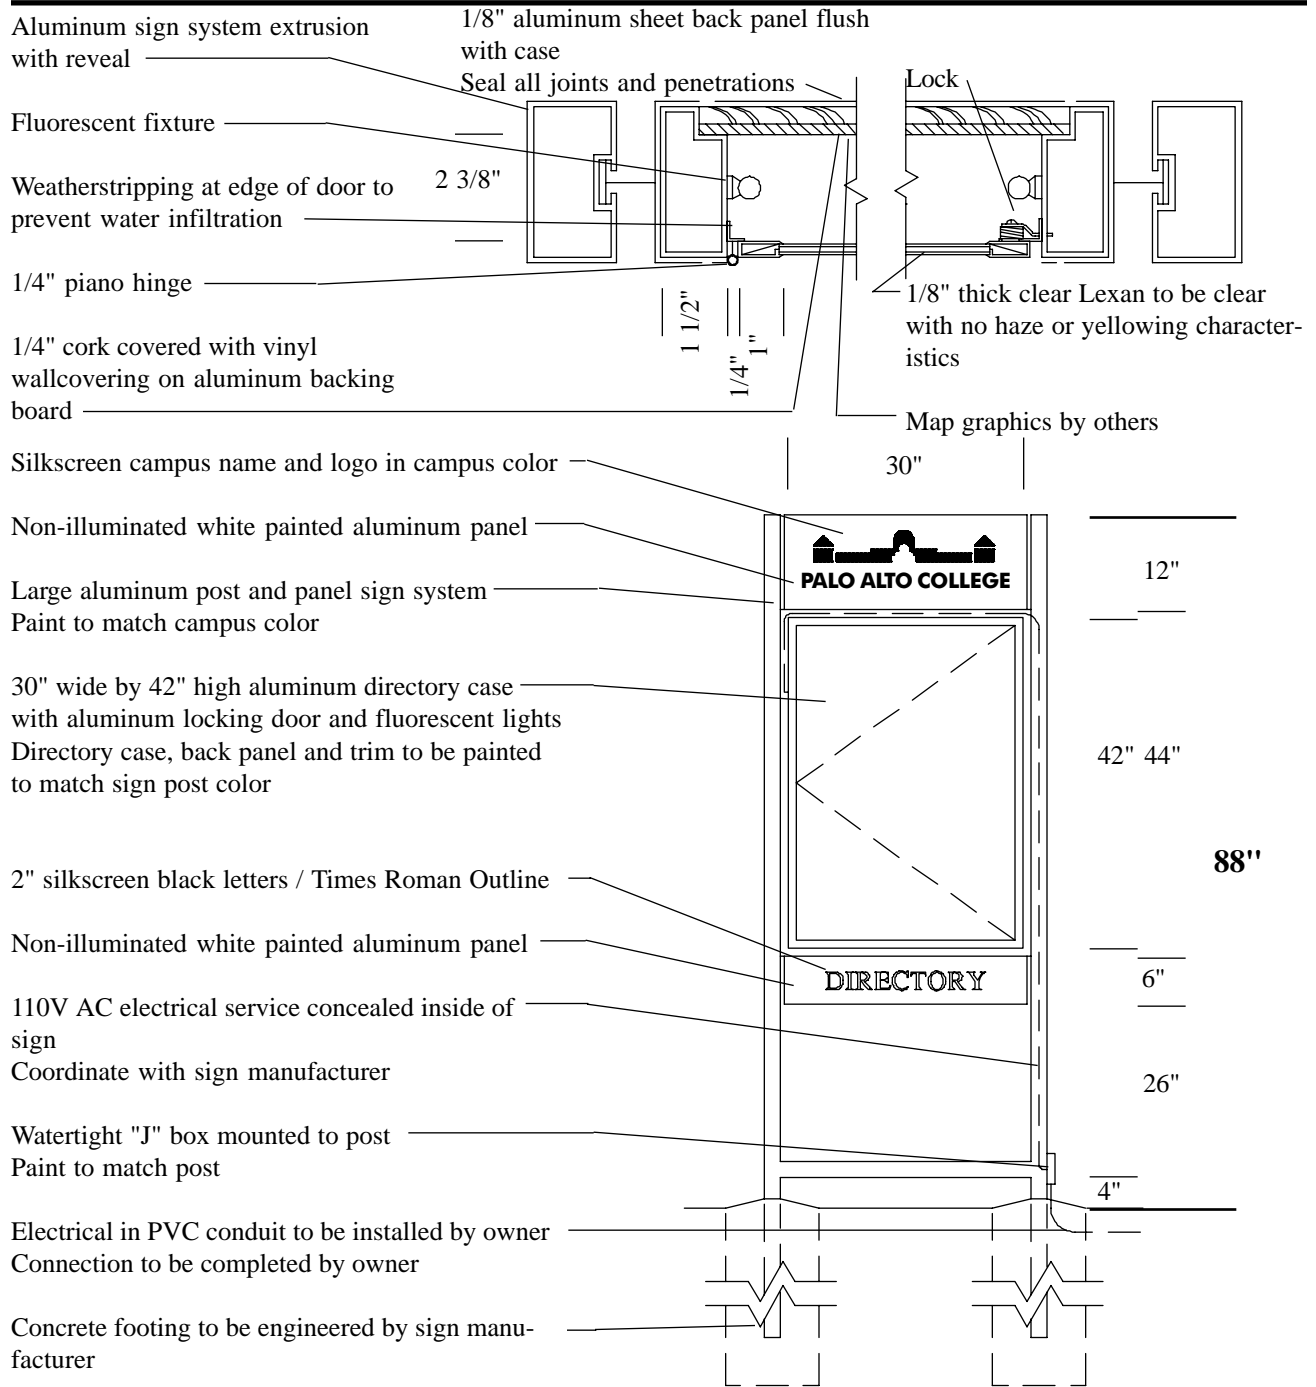 Aluminum sign system extrusion
with reveal
1/8" aluminum sheet back panel flush
with case
Seal all joints and penetrations
Lock
Fluorescent fixture
Weatherstripping at edge of door to
prevent water infiltration
2 3/8"
1/4" piano hinge
1 1/2"
1/4"
1"
1/8" thick clear Lexan to be clear
with no haze or yellowing character-
istics
1/4" cork covered with vinyl
wallcovering on aluminum backing
board
Map graphics by others
Silkscreen campus name and logo in campus color
30"
Non-illuminated white painted aluminum panel
PALO ALTO COLLEGE
12"
Large aluminum post and panel sign system
Paint to match campus color
30" wide by 42" high aluminum directory case
with aluminum locking door and fluorescent lights
Directory case, back panel and trim to be painted
to match sign post color
42" 44"
88"
2" silkscreen black letters / Times Roman Outline
Non-illuminated white painted aluminum panel
DIRECTORY
6"
110V AC electrical service concealed inside of
sign
Coordinate with sign manufacturer
26"
Watertight "J" box mounted to post
Paint to match post
4"
Electrical in PVC conduit to be installed by owner
Connection to be completed by owner
Concrete footing to be engineered by sign manu-
facturer